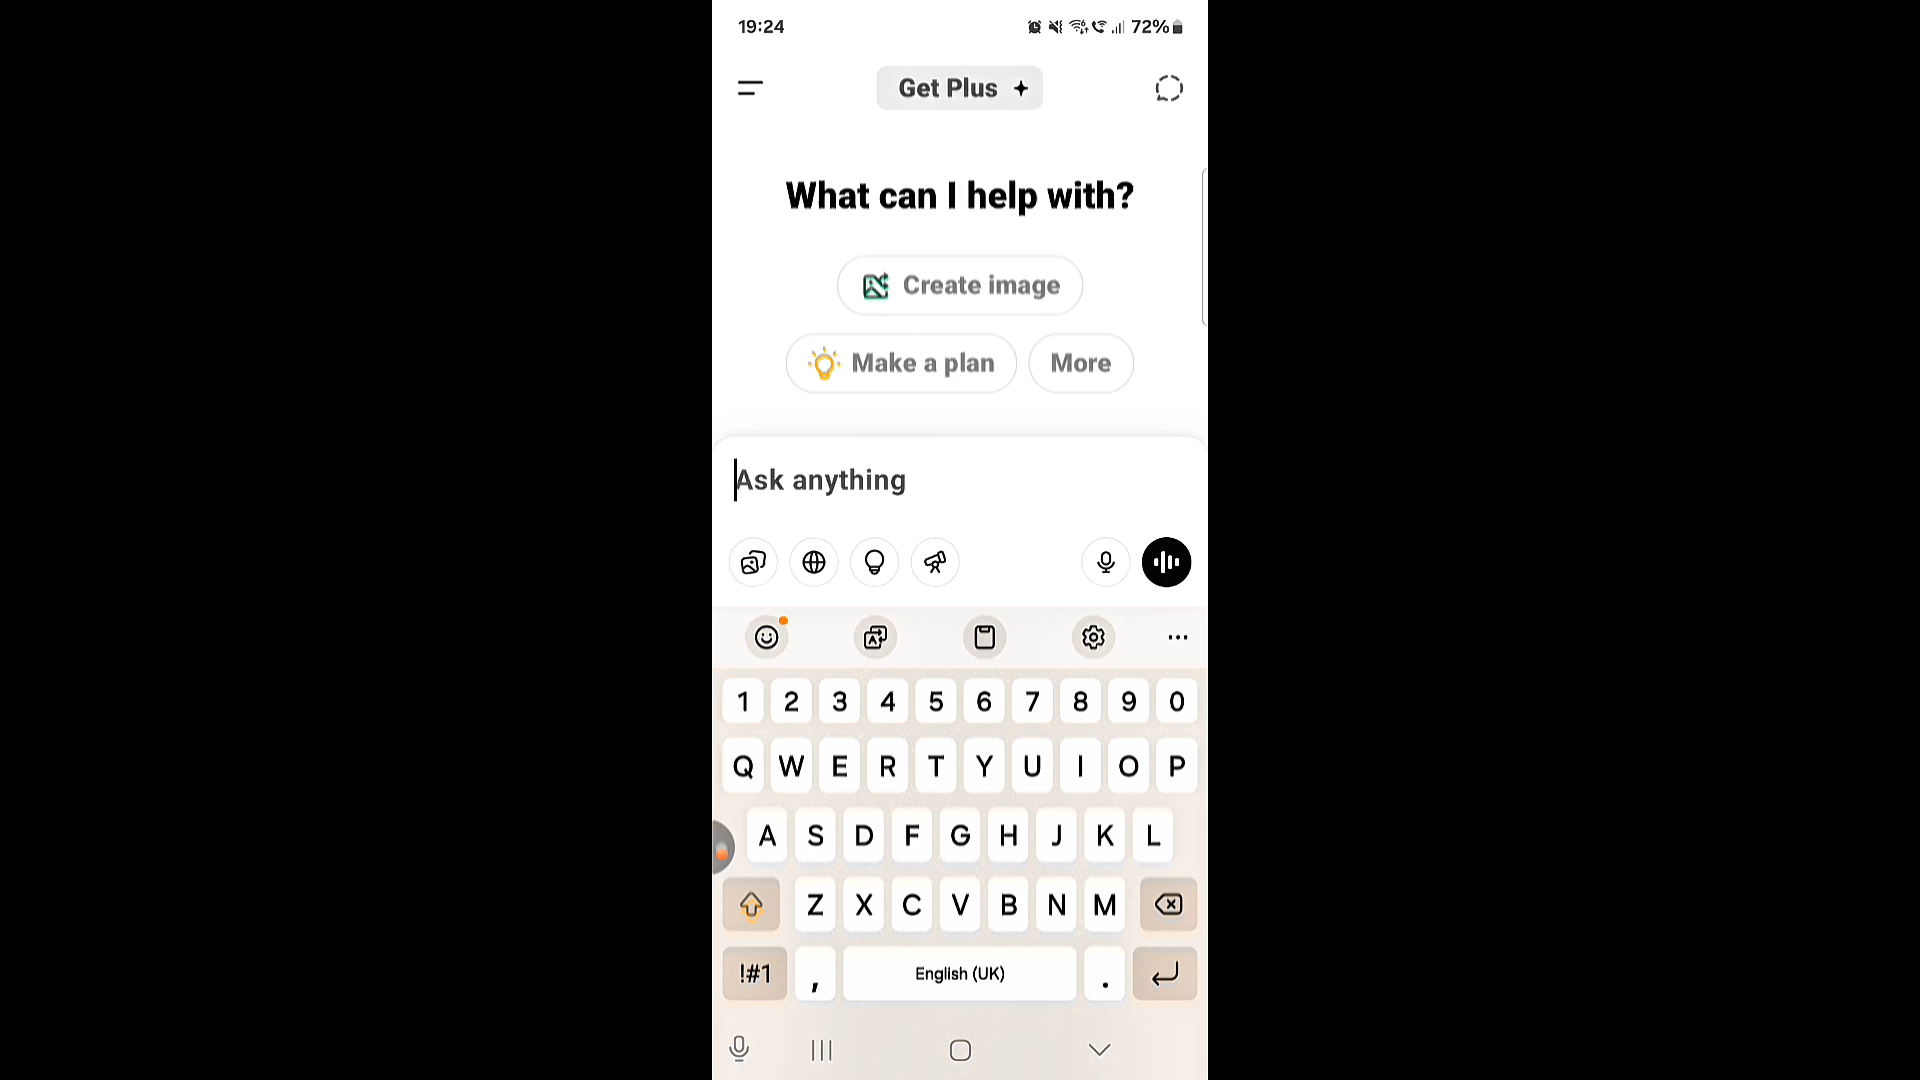 19:24 72%
Get Plus
What can I help with?
Create image
Make a plan More
Ask anything
1 2 3 4 5 6 7 8 9 0
Q W E R T Y U I O P
A S D F G H J K L
Z X C V B N M
!#1 , English (UK) .